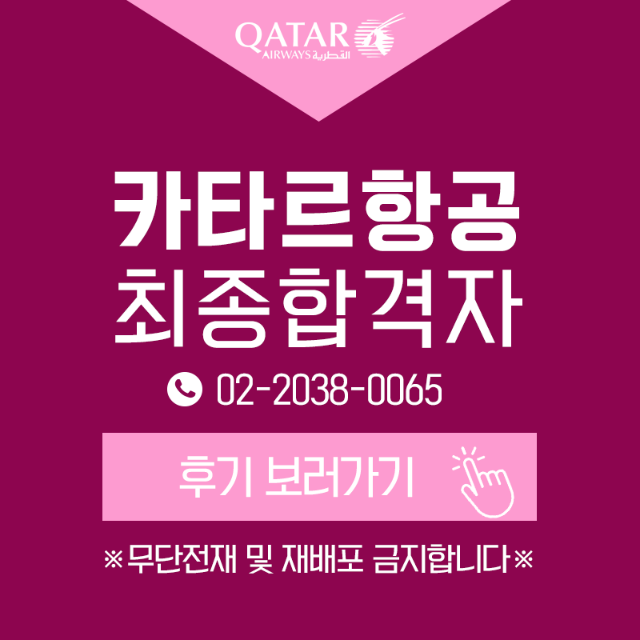 QATAR
AIRWAYS القطرية
카타르항공
최종합격자
02-2038-0065
후기 보러가기
※무단전재 및 재배포 금지합니다※